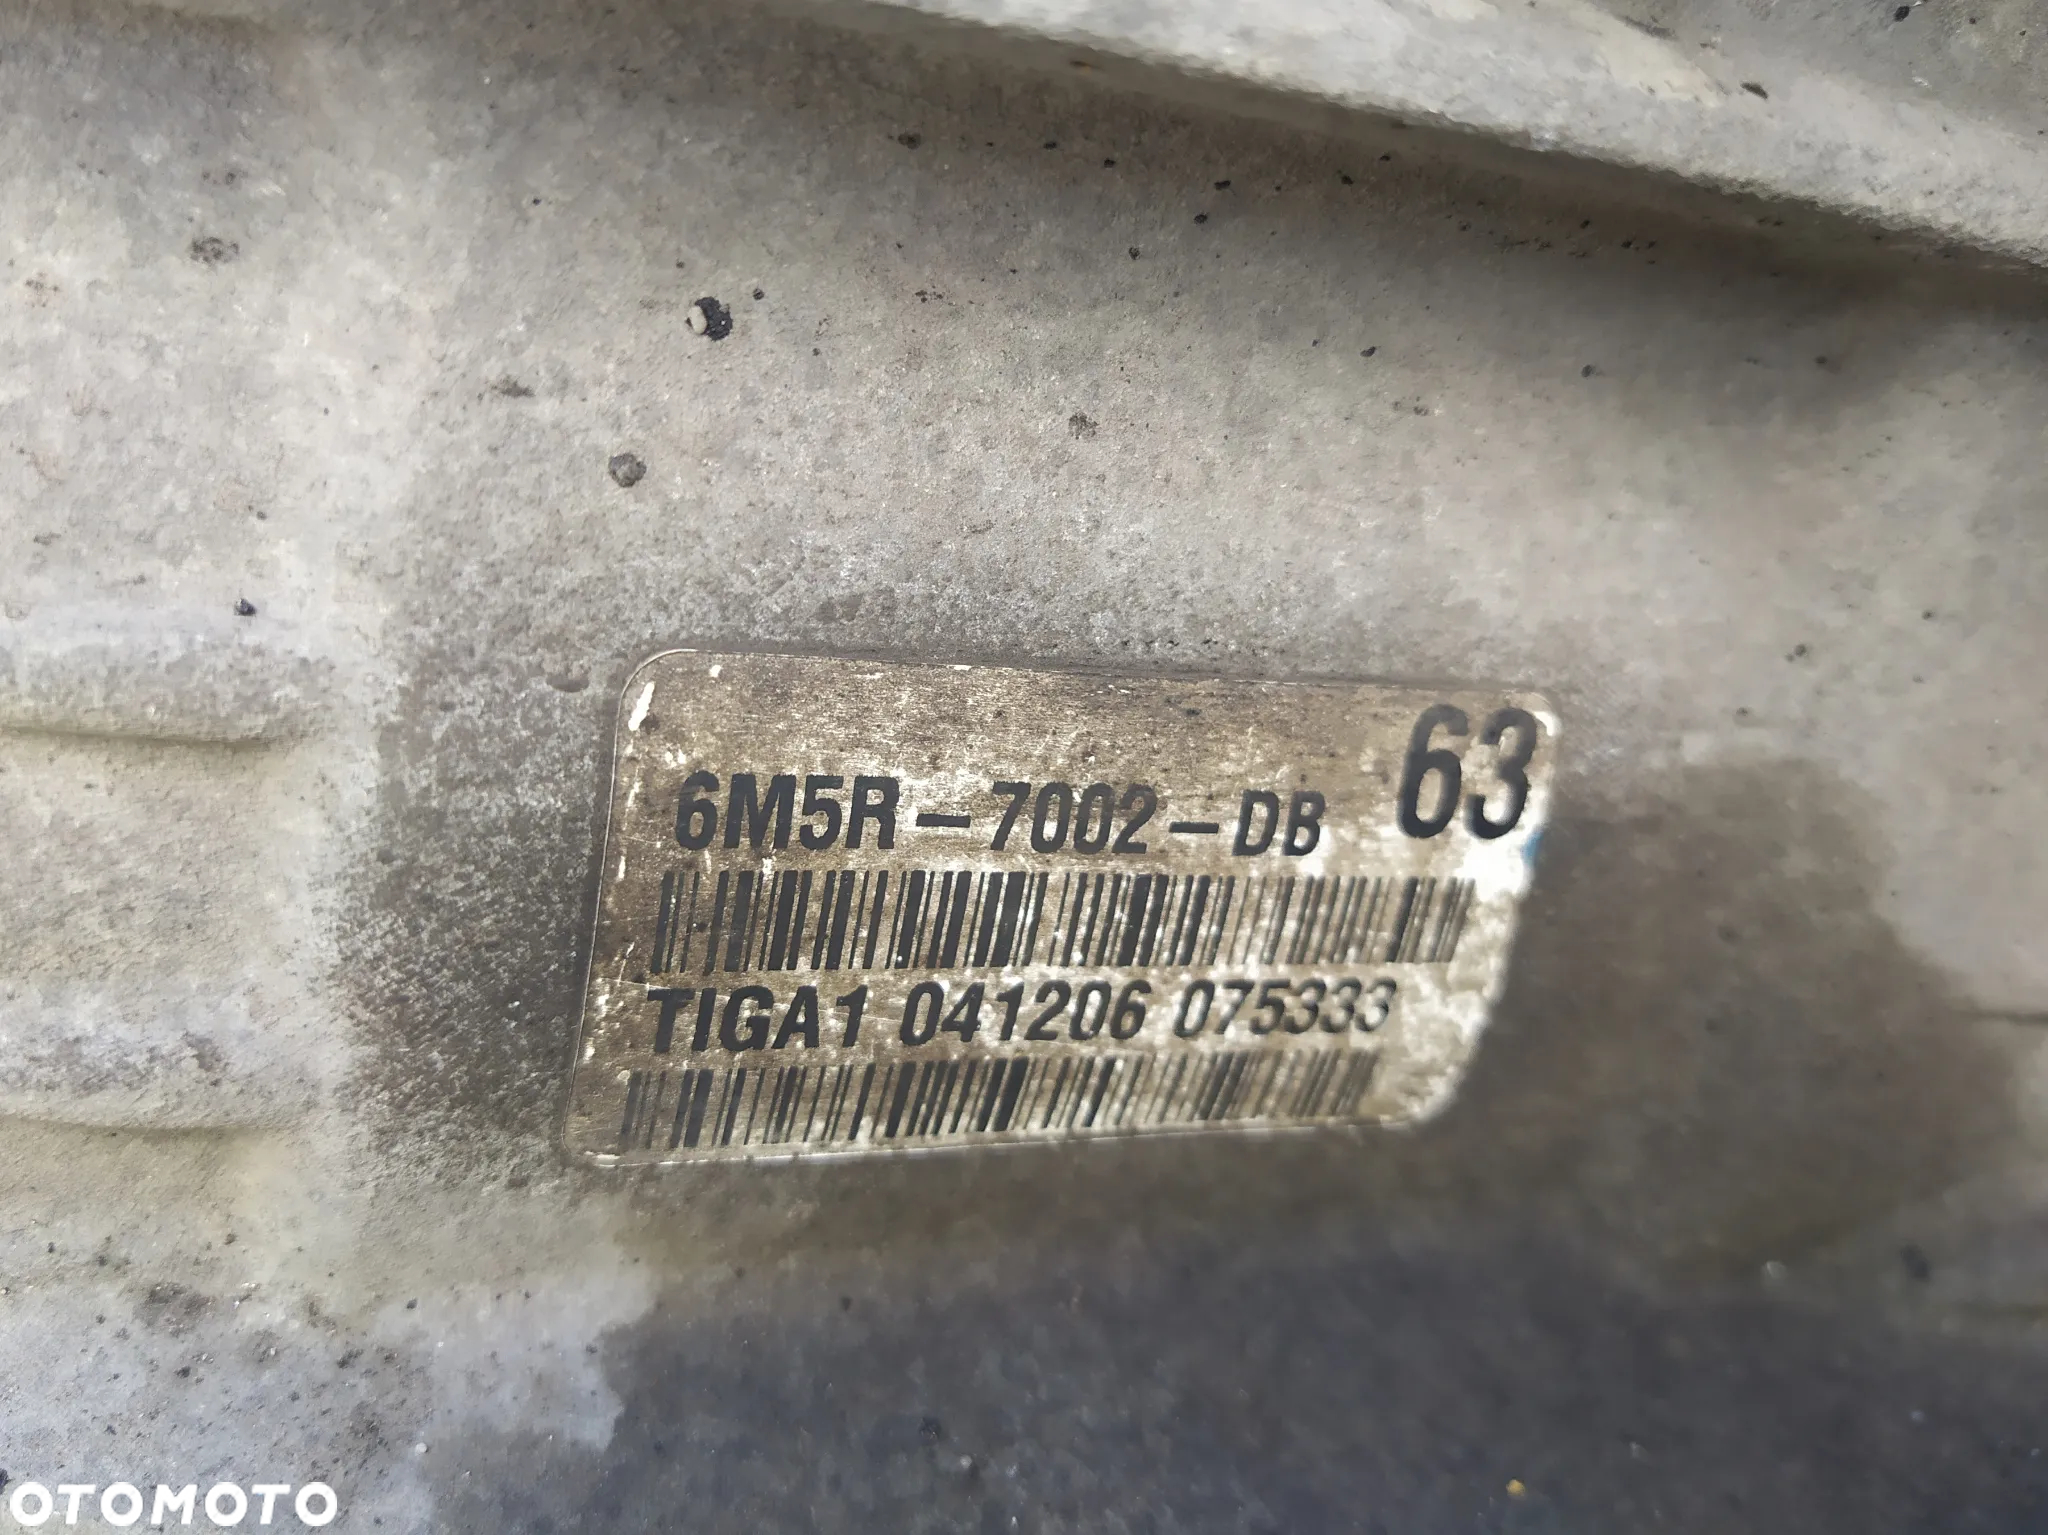 63
6M5R-7002-DB
TIGA1 041206 075333
OTOMOTO